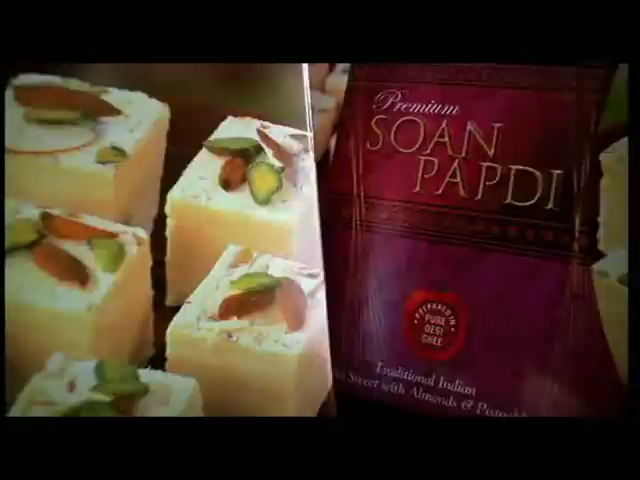 Premium
SOAN
PAPDI
PREPARED IN
PURE
DESI
GHEE
Traditional Indian
Sweet with Almonds &